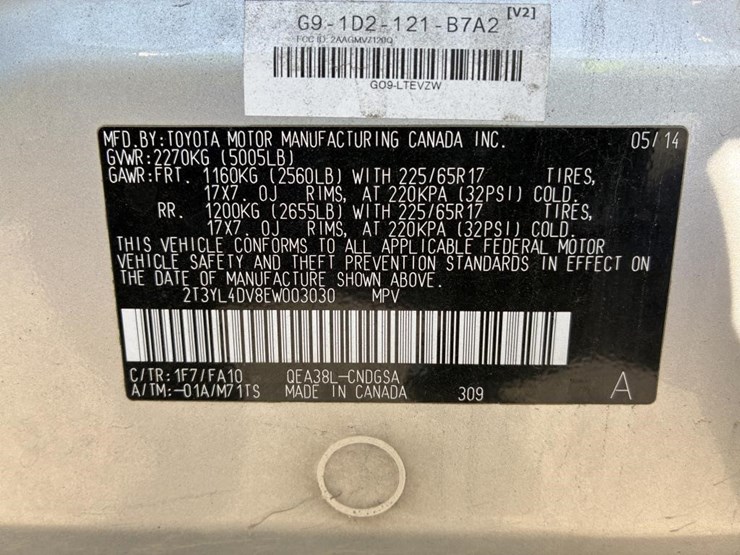 [V2]
G9-1D2-121-B7A2
FCC ID: 2AAGMV7120Q
GO9-LTEVZW
MFD.BY:TOYOTA MOTOR MANUFACTURING CANADA INC. 05/14
GVWR:2270KG (5005LB)
GAWR:FRT. 1160KG (2560LB) WITH 225/65R17 TIRES,
17X7.0J RIMS, AT 220KPA (32PSI) COLD.
RR. 1200KG (2655LB) WITH 225/65R17 TIRES,
17X7.0J RIMS, AT 220KPA (32PSI) COLD.
THIS VEHICLE CONFORMS TO ALL APPLICABLE FEDERAL MOTOR
VEHICLE SAFETY AND THEFT PREVENTION STANDARDS IN EFFECT ON
THE DATE OF MANUFACTURE SHOWN ABOVE.
2T3YL4DV8EW003030 MPV
C/TR:1F7/FA10 QEA38L-CNDGSA
A/TM:-01A/M71TS MADE IN CANADA 309 A